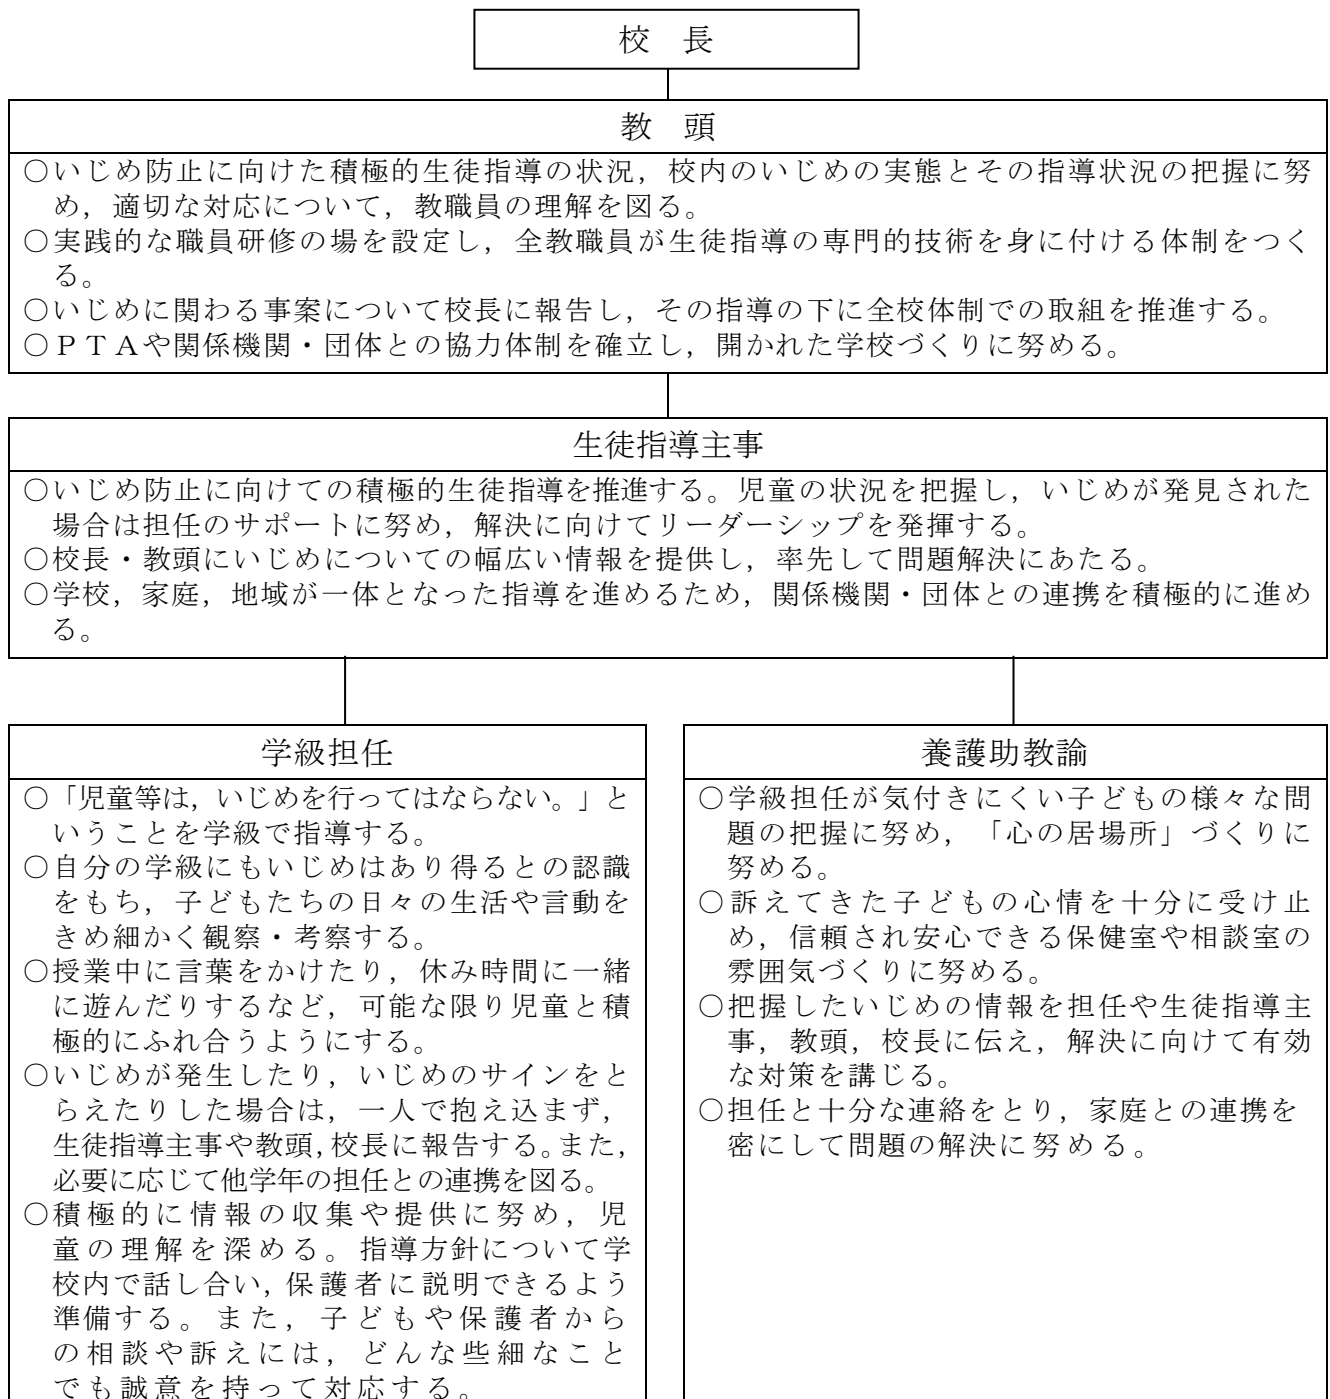 校　長
教　頭
○いじめ防止に向けた積極的生徒指導の状況，校内のいじめの実態とその指導状況の把握に努
め，適切な対応について，教職員の理解を図る。
○実践的な職員研修の場を設定し，全教職員が生徒指導の専門的技術を身に付ける体制をつく
る。
○いじめに関わる事案について校長に報告し，その指導の下に全校体制での取組を推進する。
○ＰＴＡや関係機関・団体との協力体制を確立し，開かれた学校づくりに努める。
生徒指導主事
○いじめ防止に向けての積極的生徒指導を推進する。児童の状況を把握し，いじめが発見された
場合は担任のサポートに努め，解決に向けてリーダーシップを発揮する。
○校長・教頭にいじめについての幅広い情報を提供し，率先して問題解決にあたる。
○学校，家庭，地域が一体となった指導を進めるため，関係機関・団体との連携を積極的に進め
る。
学級担任
○「児童等は，いじめを行ってはならない。」と
いうことを学級で指導する。
○自分の学級にもいじめはあり得るとの認識
をもち，子どもたちの日々の生活や言動を
きめ細かく観察・考察する。
○授業中に言葉をかけたり，休み時間に一緒
に遊んだりするなど，可能な限り児童と積
極的にふれ合うようにする。
○いじめが発生したり，いじめのサインをと
らえたりした場合は，一人で抱え込まず，
生徒指導主事や教頭，校長に報告する。また，
必要に応じて他学年の担任との連携を図る。
○積極的に情報の収集や提供に努め，児
童の理解を深める。指導方針について学
校内で話し合い，保護者に説明できるよう
準備する。また，子どもや保護者から
の相談や訴えには，どんな些細なこと
でも誠意を持って対応する。
養護助教諭
○学級担任が気付きにくい子どもの様々な問
題の把握に努め，「心の居場所」づくりに
努める。
○訴えてきた子どもの心情を十分に受け止
め，信頼され安心できる保健室や相談室の
雰囲気づくりに努める。
○把握したいじめの情報を担任や生徒指導主
事，教頭，校長に伝え，解決に向けて有効
な対策を講じる。
○担任と十分な連絡をとり，家庭との連携を
密にして問題の解決に努める。